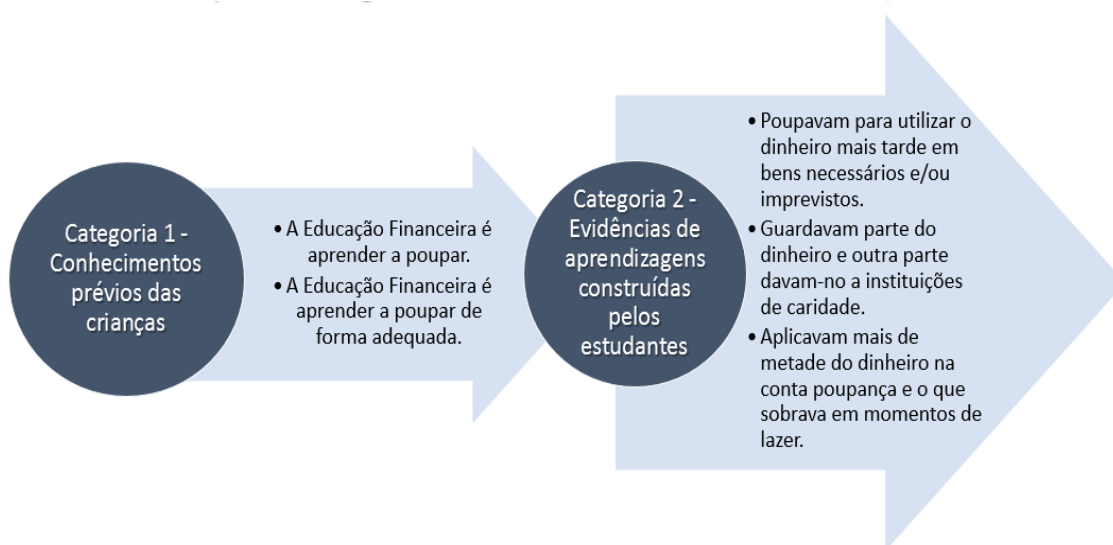 Categoria 1 -
Conhecimentos
prévios das
crianças
• A Educação Financeira é
aprender a poupar.
• A Educação Financeira é
aprender a poupar de
forma adequada.
Categoria 2 -
Evidências de
aprendizagens
construídas
pelos
estudantes
• Poupavam para utilizar o
dinheiro mais tarde em
bens necessários e/ou
imprevistos.
• Guardavam parte do
dinheiro e outra parte
davam-no a instituições
de caridade.
• Aplicavam mais de
metade do dinheiro na
conta poupança e o que
sobrava em momentos de
lazer.